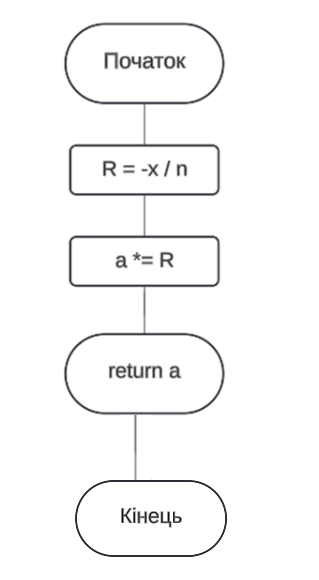 Початок
R = -x / n
a *= R
return a
Кінець